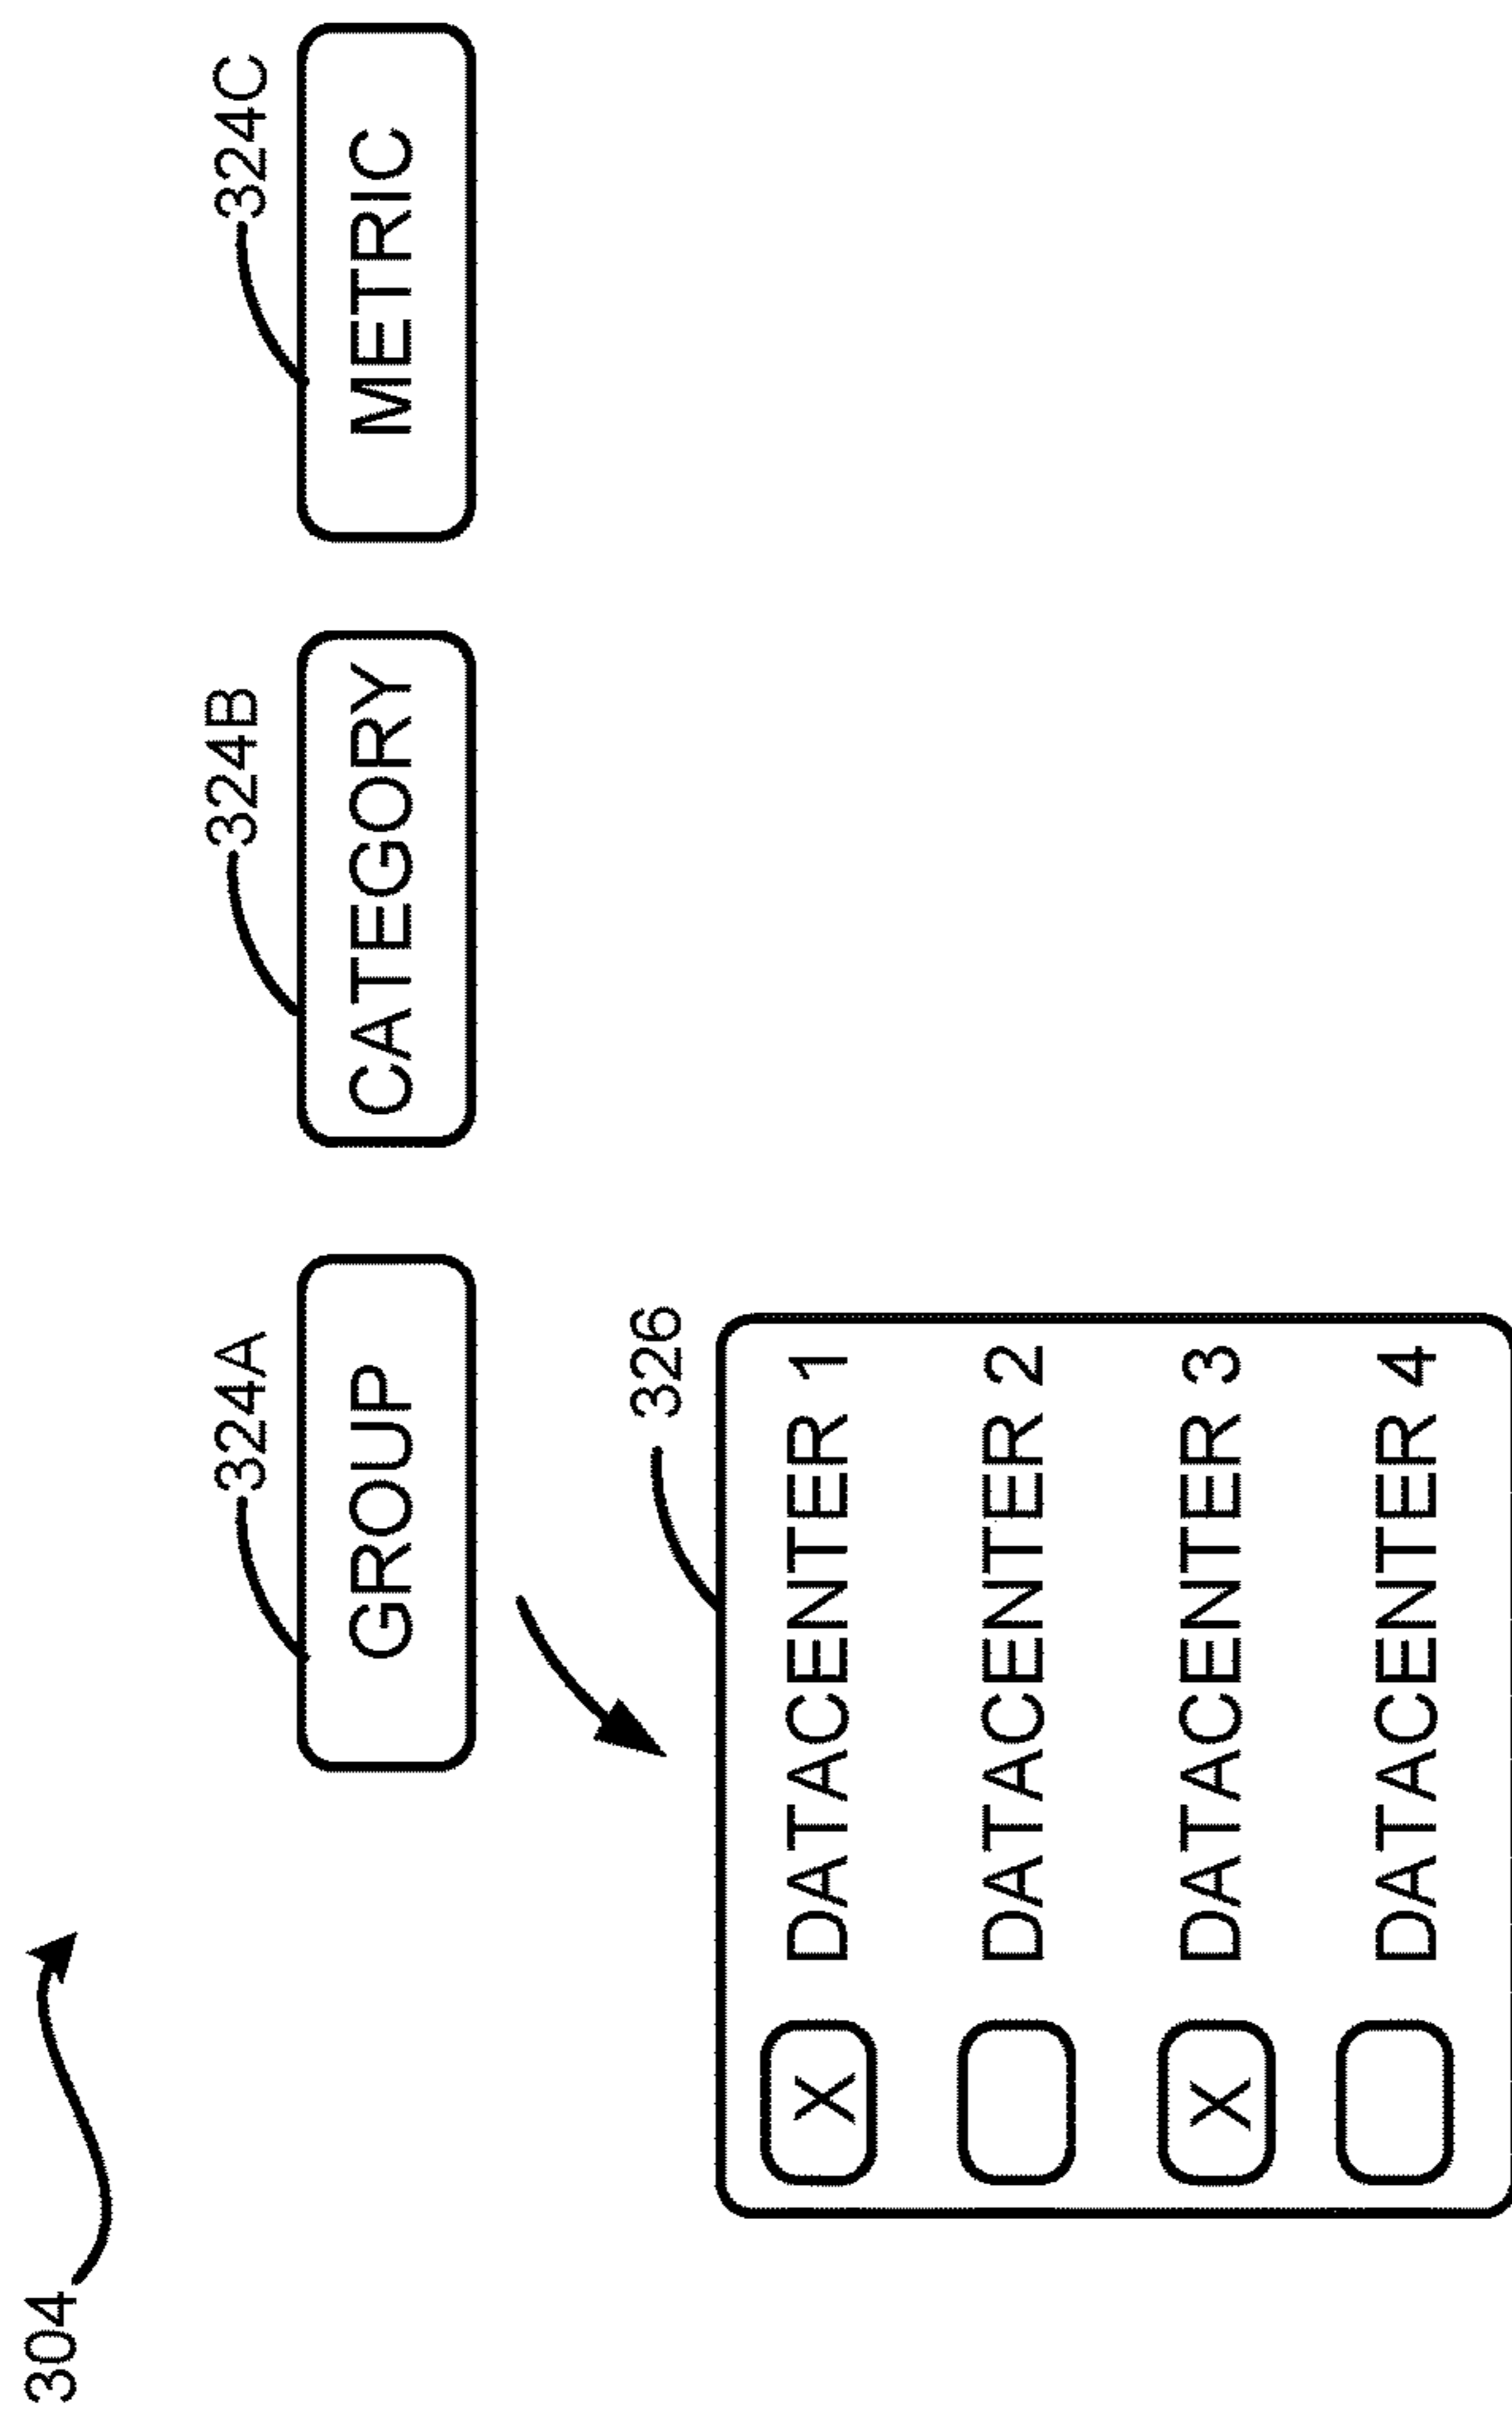 304
324A 324B 324C
GROUP CATEGORY METRIC
326
X DATACENTER 1
DATACENTER 2
X DATACENTER 3
DATACENTER 4